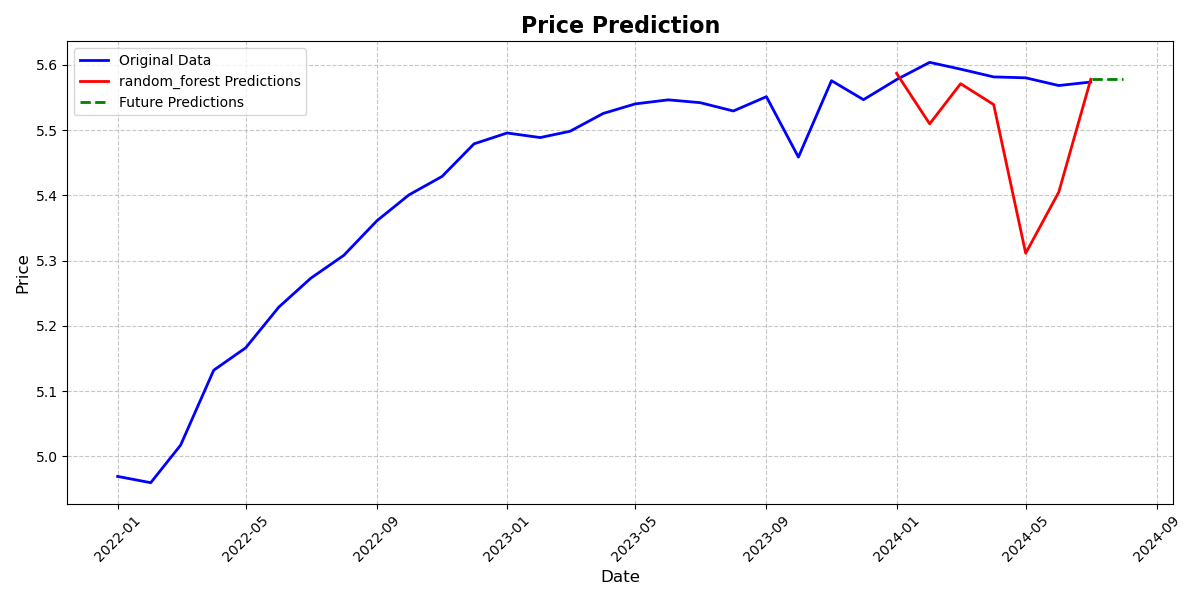 Price Prediction
Original Data
random_forest Predictions
Future Predictions
Price
5.6
5.5
5.4
5.3
5.2
5.1
5.0
2022-01
2022-05
2022-09
2023-01
2023-05
2023-09
2024-01
2024-05
2024-09
Date